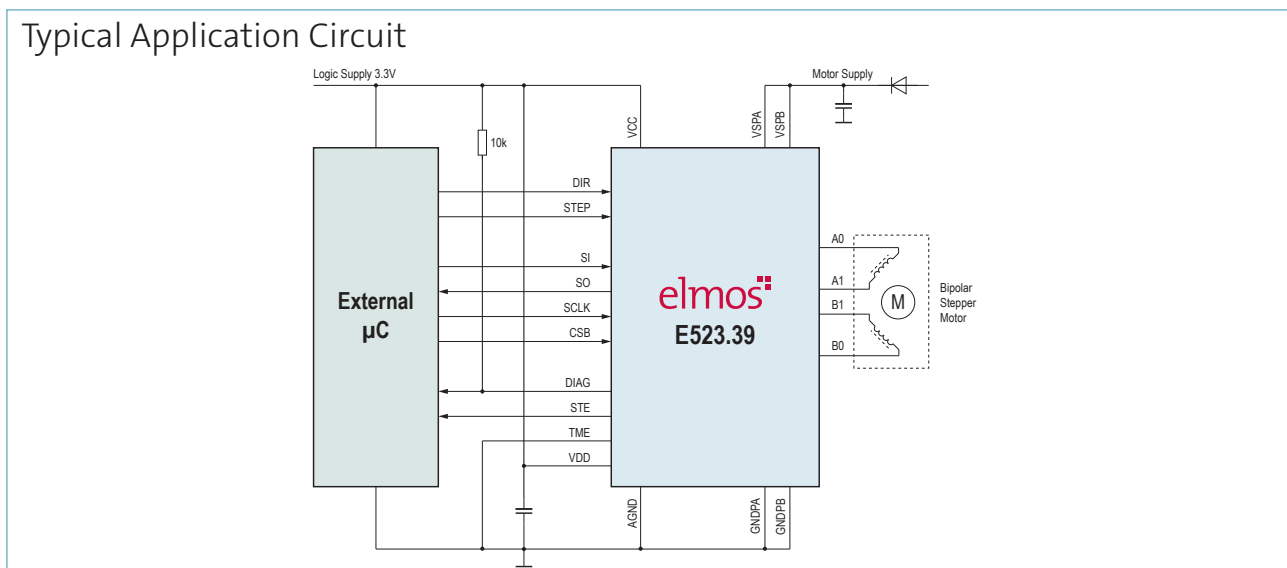 Typical Application Circuit
Logic Supply 3.3V
Motor Supply
VCC
VSPA
VSPB
10k
DIR
STEP
SI
SO
SCLK
CSB
DIAG
STE
TME
VDD
External
µC
elmos
E523.39
A0
A1
B1
B0
M
Bipolar
Stepper
Motor
AGND
GNDPA
GNDPB